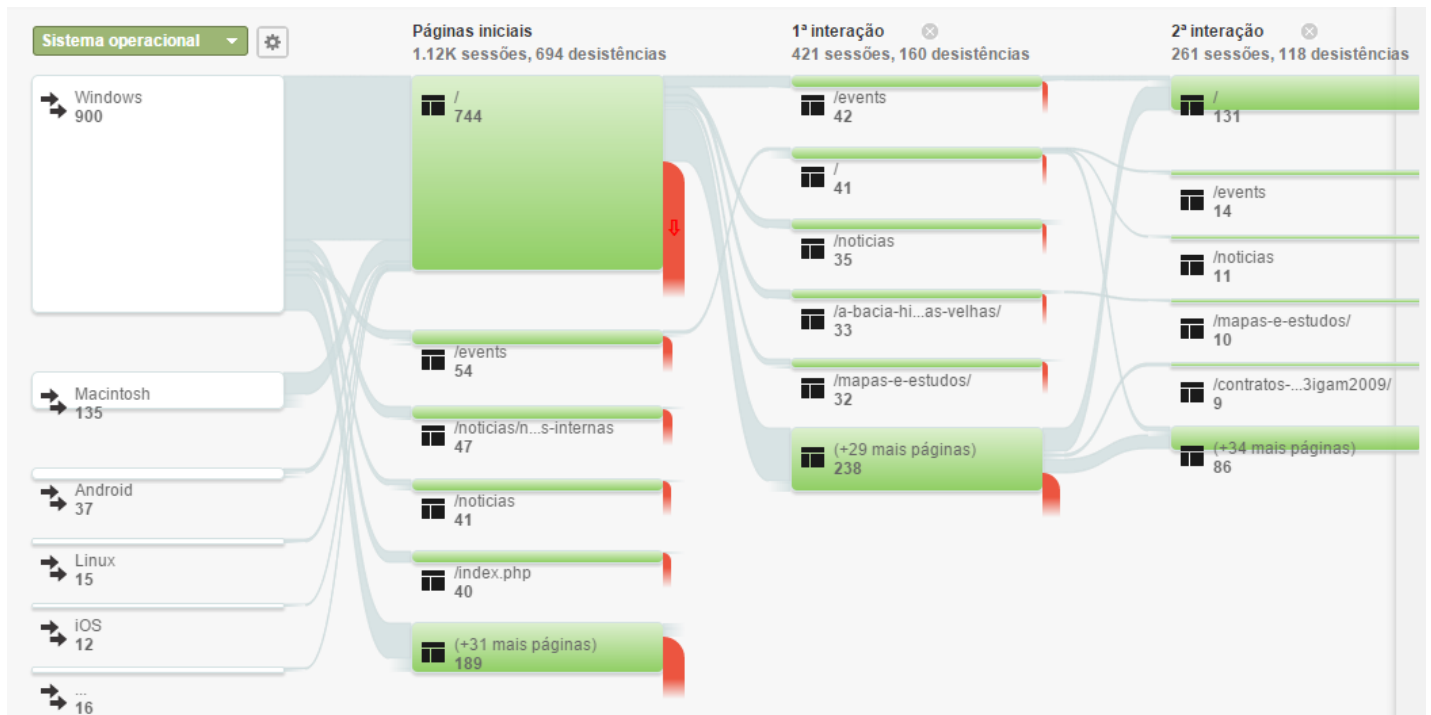 Sistema operacional
Windows
900
Macintosh
135
Android
37
Linux
15
iOS
12
...
16
Páginas iniciais
1.12K sessões, 694 desistências
/
744
/events
54
/noticias/n...s-internas
47
/noticias
41
/index.php
40
(+31 mais páginas)
189
1ª interação
421 sessões, 160 desistências
/events
42
/
41
/noticias
35
/a-bacia-hi...as-velhas/
33
/mapas-e-estudos/
32
(+29 mais páginas)
238
2ª interação
261 sessões, 118 desistências
/
131
/events
14
/noticias
11
/mapas-e-estudos/
10
/contratos-...3igam2009/
9
(+34 mais páginas)
86